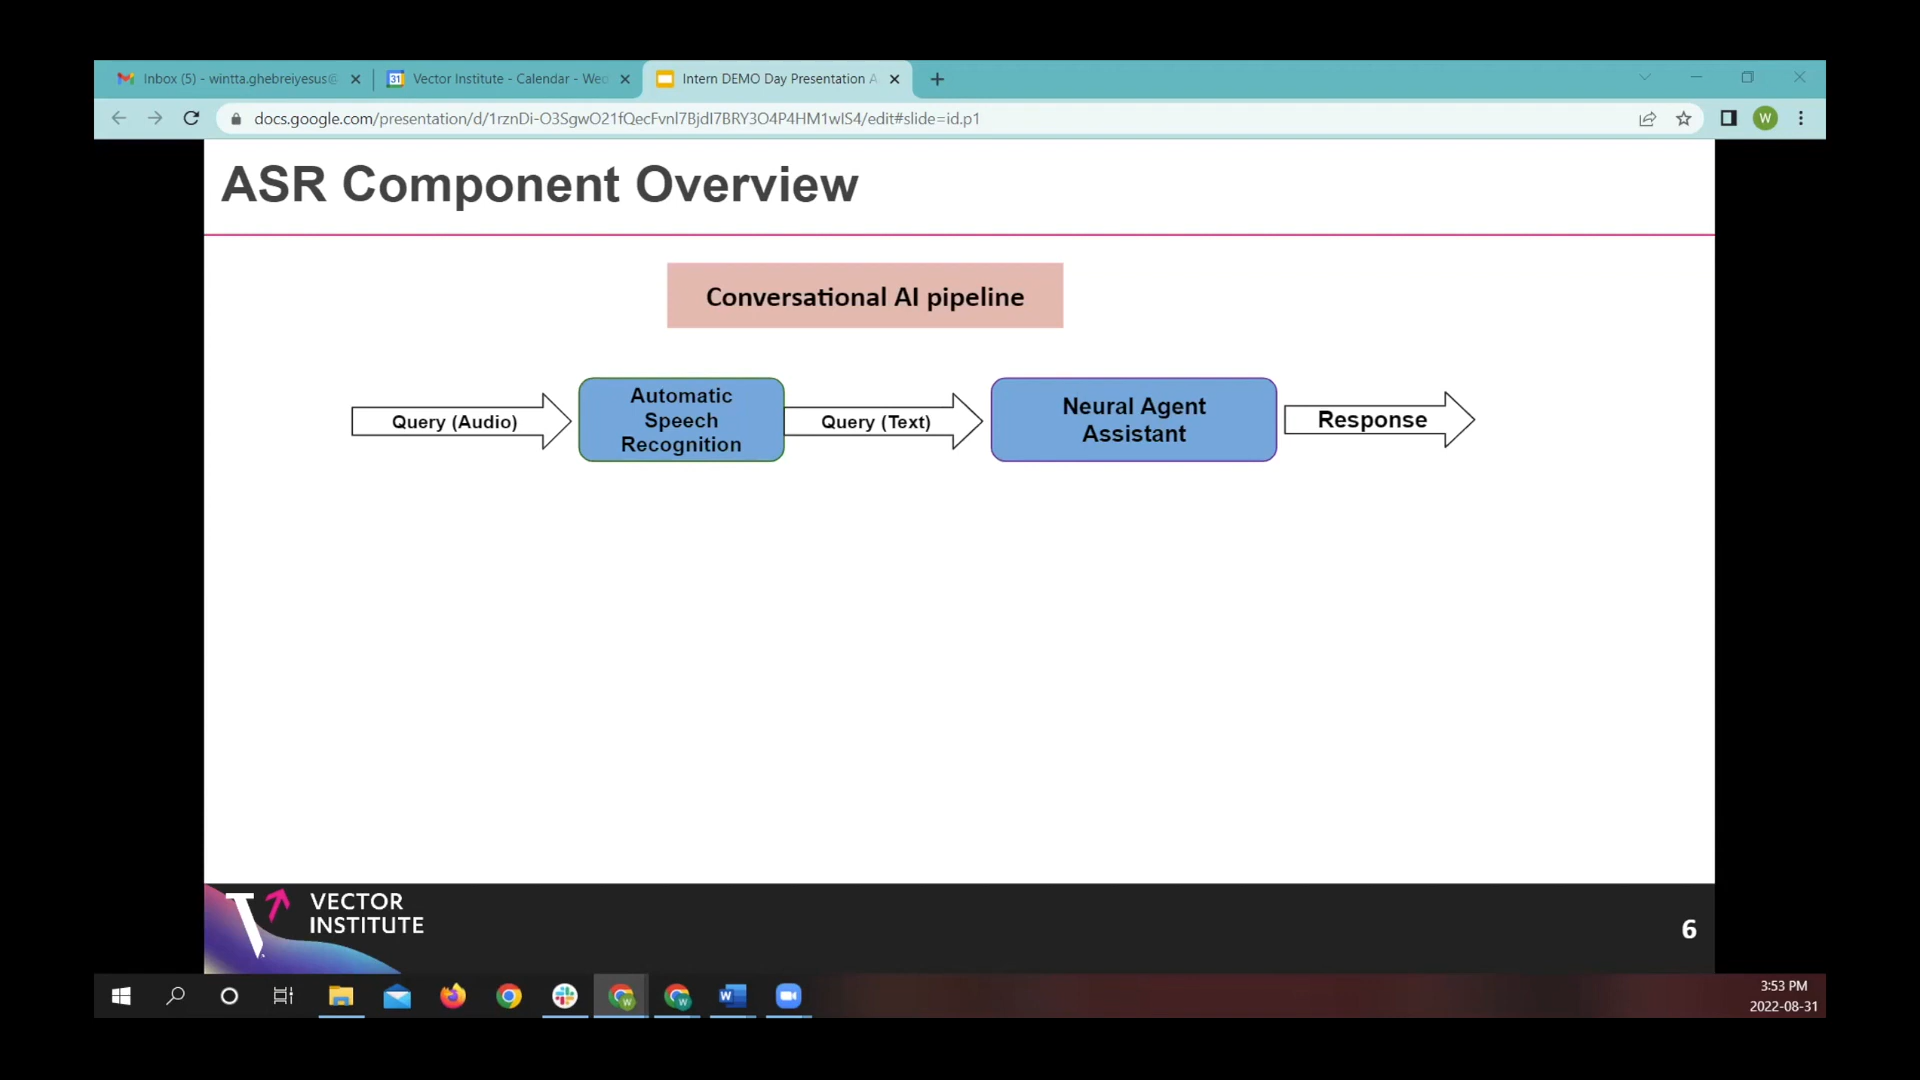 Inbox (5) - wintta.ghebreiyesus@
Vector Institute - Calendar - Wed
Intern DEMO Day Presentation A
docs.google.com/presentation/d/1rznDi-O3SgwO21fQecFvnl7BjdI7BRY3O4P4HM1wlS4/edit#slide=id.p1
W
ASR Component Overview
Conversational AI pipeline
Query (Audio)
Automatic
Speech
Recognition
Query (Text)
Neural Agent
Assistant
Response
VECTOR
INSTITUTE
6
3:53 PM
2022-08-31